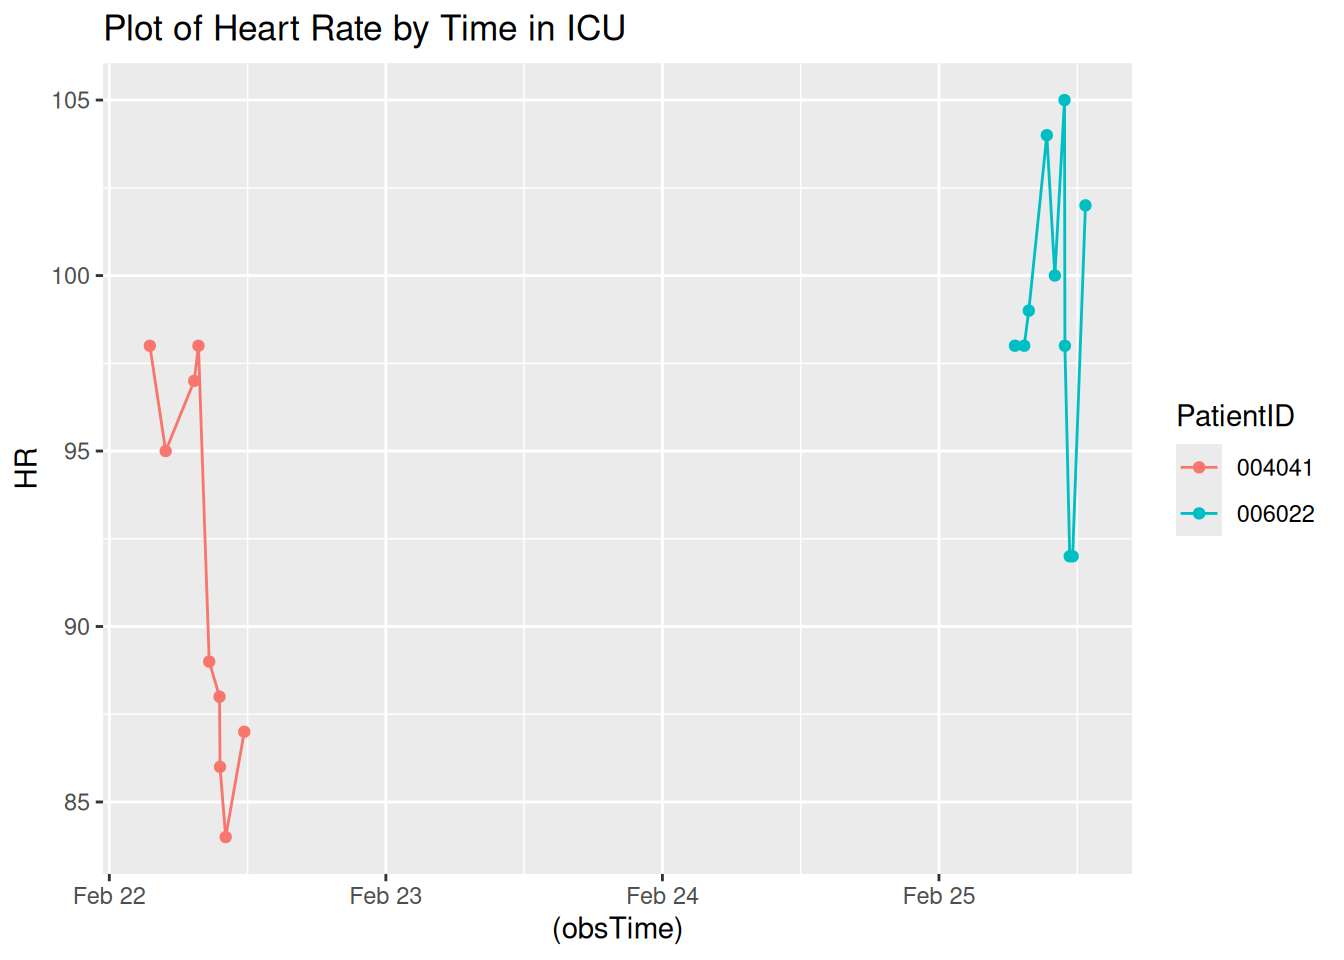 Plot of Heart Rate by Time in ICU
105
100
95
90
85
HR
Feb 22 Feb 23 Feb 24 Feb 25
(obsTime)
PatientID
004041
006022